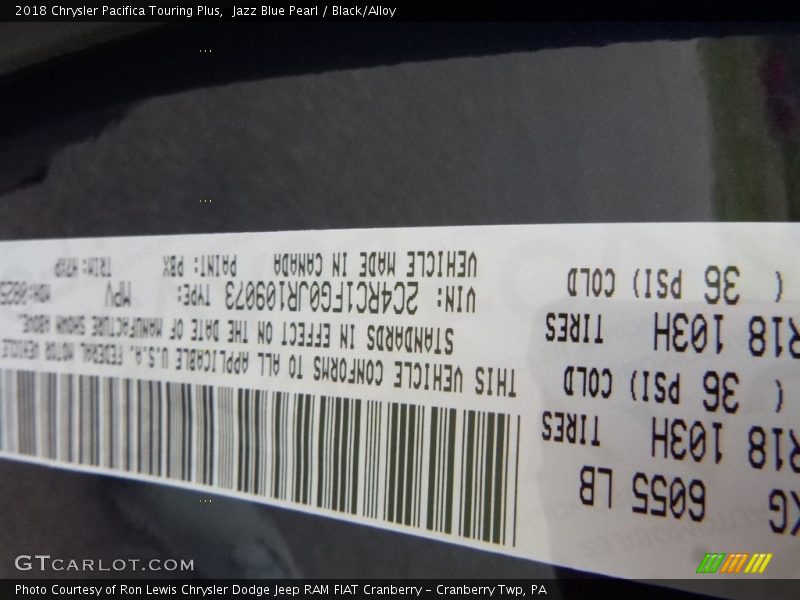 2018 Chrysler Pacifica Touring Plus,  Jazz Blue Pearl / Black/Alloy
KG 6055 LB
R18 103H TIRES
( 36 PSI) COLD
R18 103H TIRES
( 36 PSI) COLD
THIS VEHICLE CONFORMS TO ALL APPLICABLE U.S.A. FEDERAL MOTOR VEHICLE
STANDARDS IN EFFECT ON THE DATE OF MANUFACTURE SHOWN ABOVE.
VIN: 2C4RC1FG0JR109073 TYPE: MPV MDH:
VEHICLE MADE IN CANADA PAINT: PBX TRIM: H7XP
GTCARLOT.COM
Photo Courtesy of Ron Lewis Chrysler Dodge Jeep RAM FIAT Cranberry – Cranberry Twp, PA